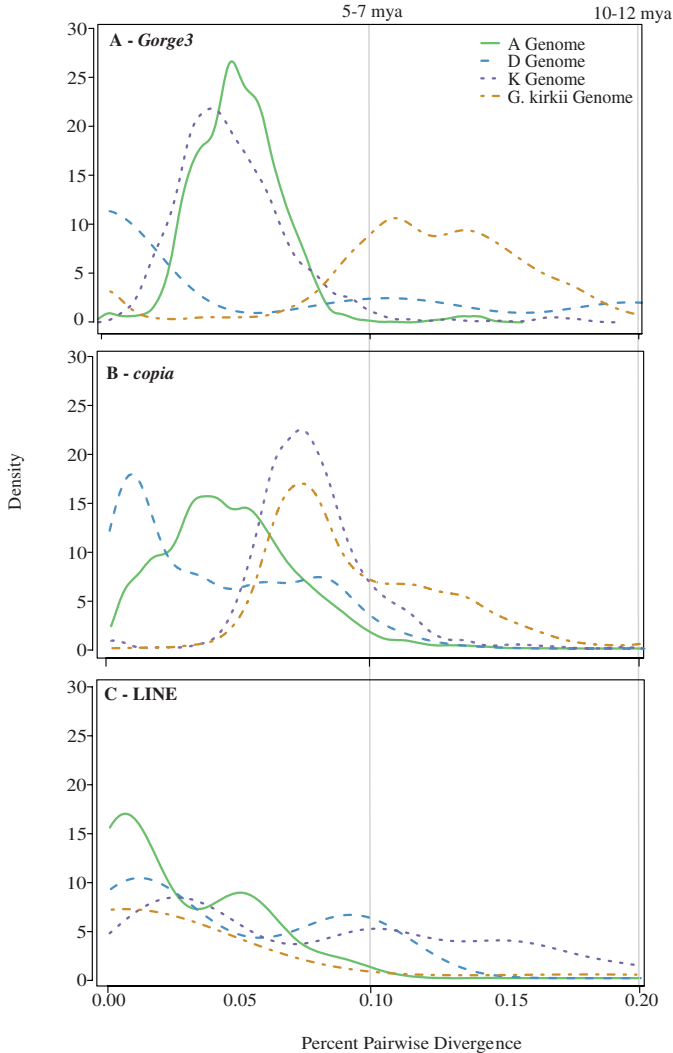 5-7 mya 10-12 mya
A - Gorge3
A Genome
D Genome
K Genome
G. kirkii Genome
30
25
20
15
10
5
0
B - copia
30
25
20
15
10
5
0
Density
C - LINE
30
25
20
15
10
5
0
0.00 0.05 0.10 0.15 0.20
Percent Pairwise Divergence